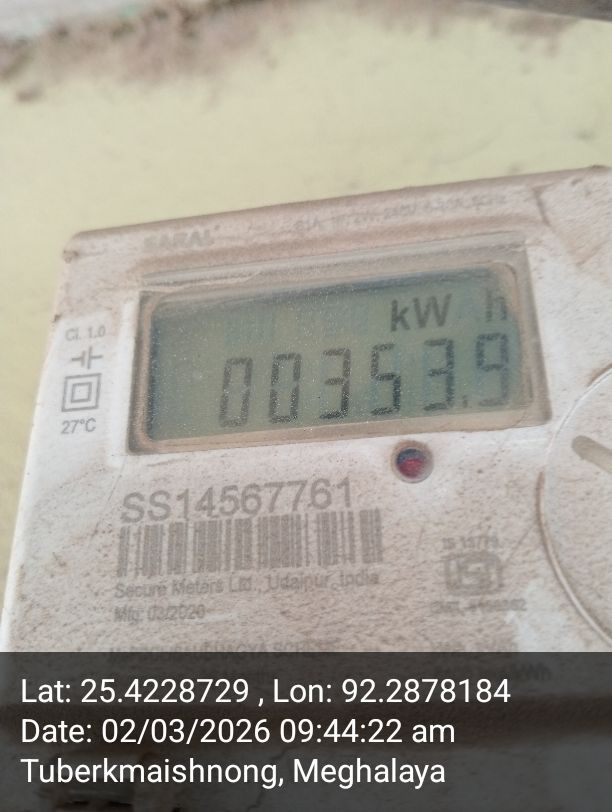 SARAL
kW h
00353.9
Cl. 1.0
27°C
SS14567761
Secure Meters Ltd., Udaipur, India
Mfg. 03/2020
IS 13779
Lat: 25.4228729 , Lon: 92.2878184
Date: 02/03/2026 09:44:22 am
Tuberkmaishnong, Meghalaya